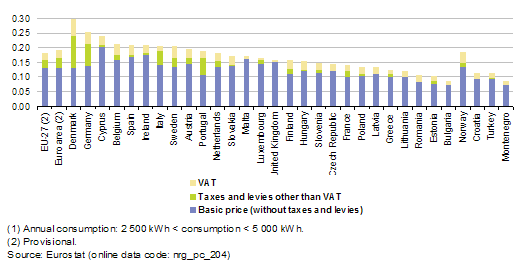 0.30
0.25
0.20
0.15
0.10
0.05
0.00
EU-27 (2)
Euro area (2)
Denmark
Germany
Cyprus
Belgium
Spain
Ireland
Italy
Sweden
Austria
Portugal
Netherlands
Slovakia
Malta
Luxembourg
United Kingdom
Finland
Hungary
Slovenia
Czech Republic
France
Poland
Latvia
Greece
Lithuania
Romania
Estonia
Bulgaria
Norway
Croatia
Turkey
Montenegro
VAT
Taxes and levies other than VAT
Basic price (without taxes and levies)
(1) Annual consumption: 2 500 kWh < consumption < 5 000 kWh.
(2) Provisional.
Source: Eurostat (online data code: nrg_pc_204)